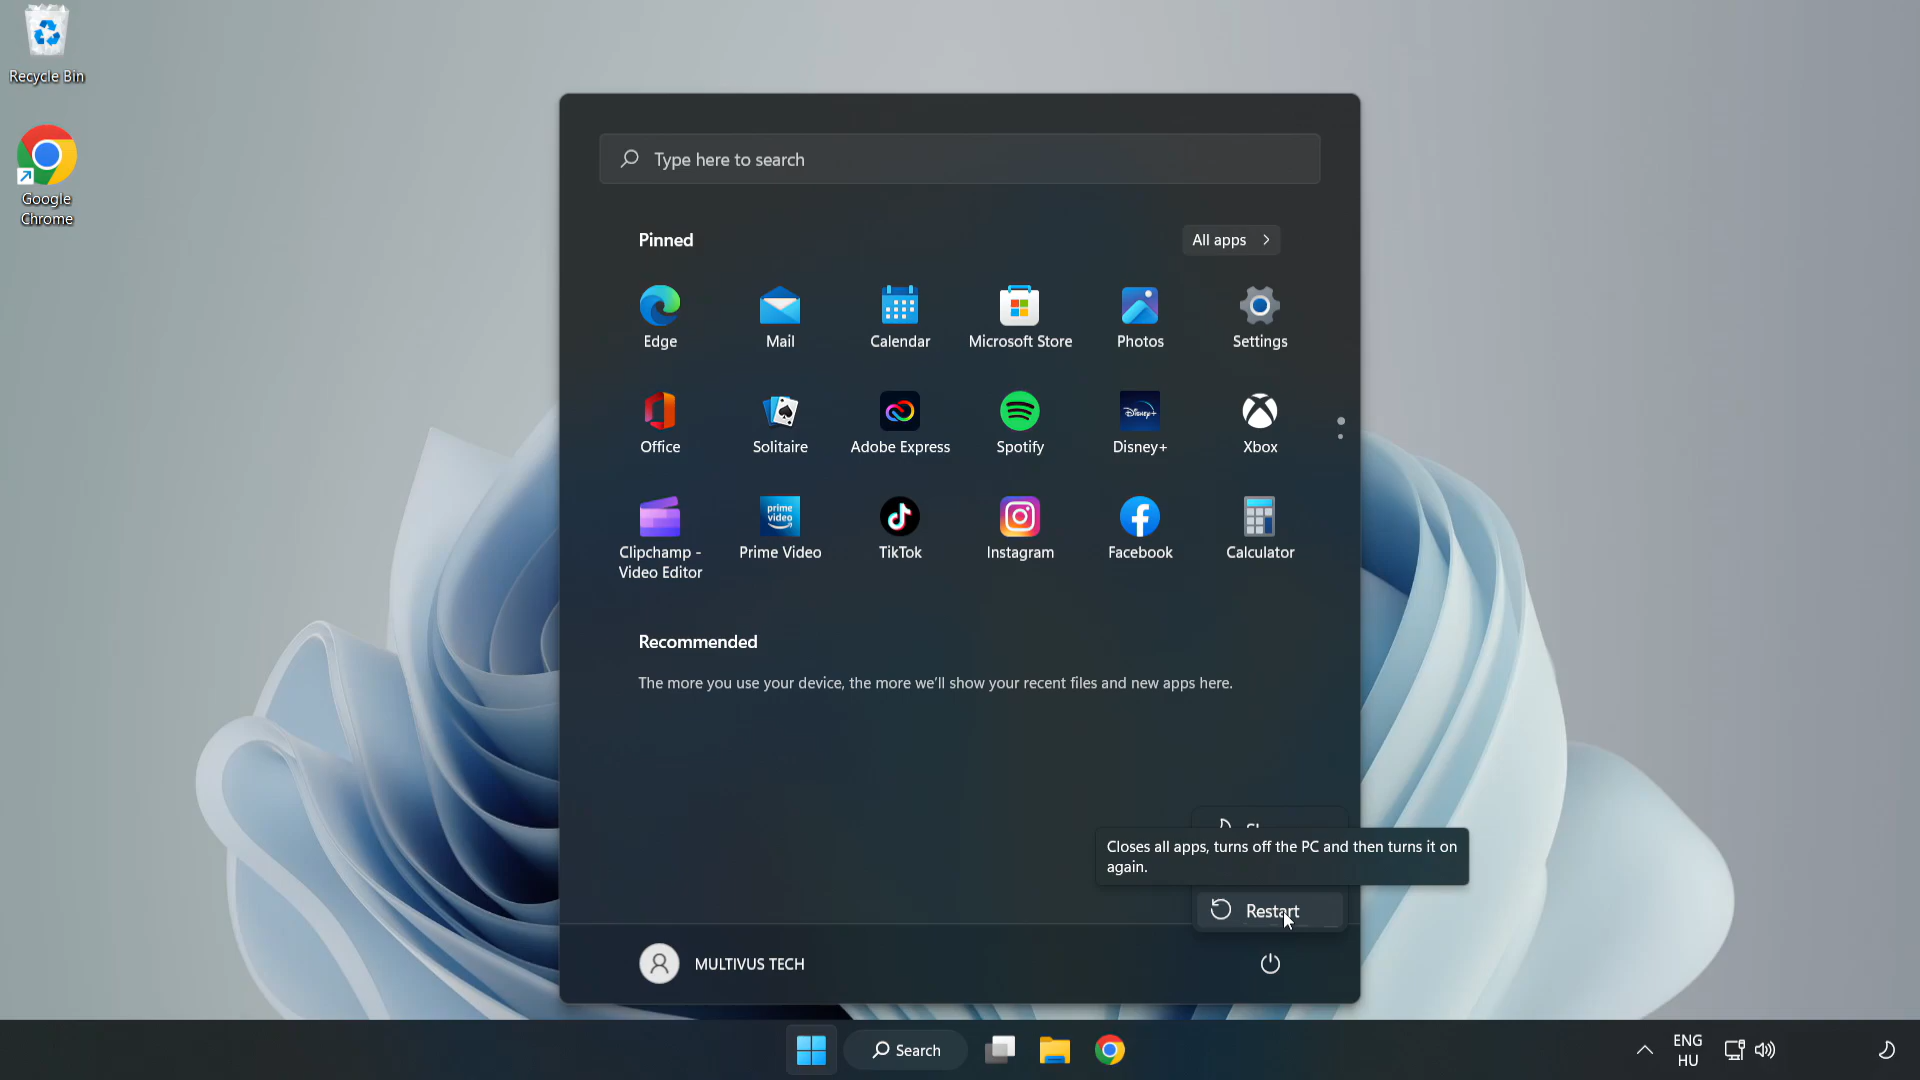 Recycle Bin
Google
Chrome
Type here to search
Pinned
All apps
Edge
Mail
Calendar
Microsoft Store
Photos
Settings
Office
Solitaire
Adobe Express
Spotify
Disney+
Disney+
Xbox
prime
video
Clipchamp -
Video Editor
Prime Video
TikTok
Instagram
Facebook
Calculator
Recommended
The more you use your device, the more we'll show your recent files and new apps here.
Closes all apps, turns off the PC and then turns it on
again.
Restart
MULTIVUS TECH
Search
ENG
HU